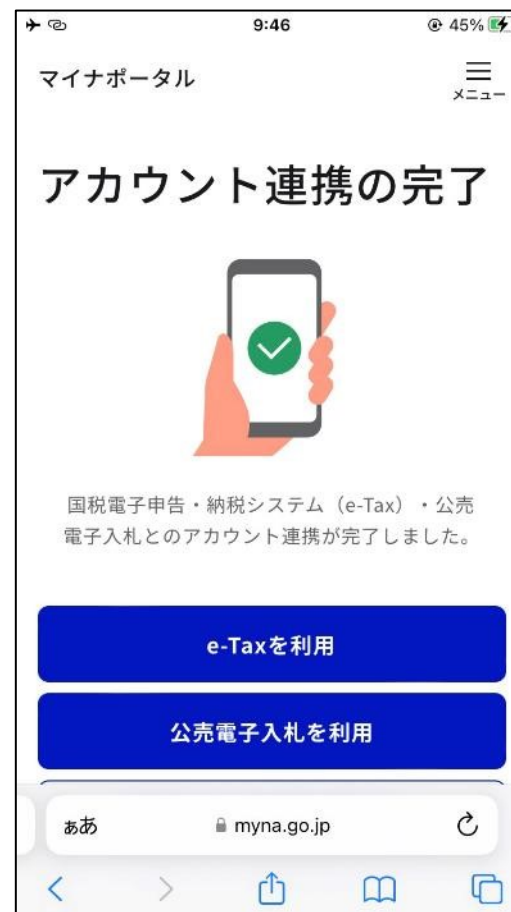 9:46
45%
マイナポータル
メニュー
アカウント連携の完了
国税電子申告・納税システム（e-Tax）・公売
電子入札とのアカウント連携が完了しました。
e-Taxを利用
公売電子入札を利用
ぁあ
myna.go.jp